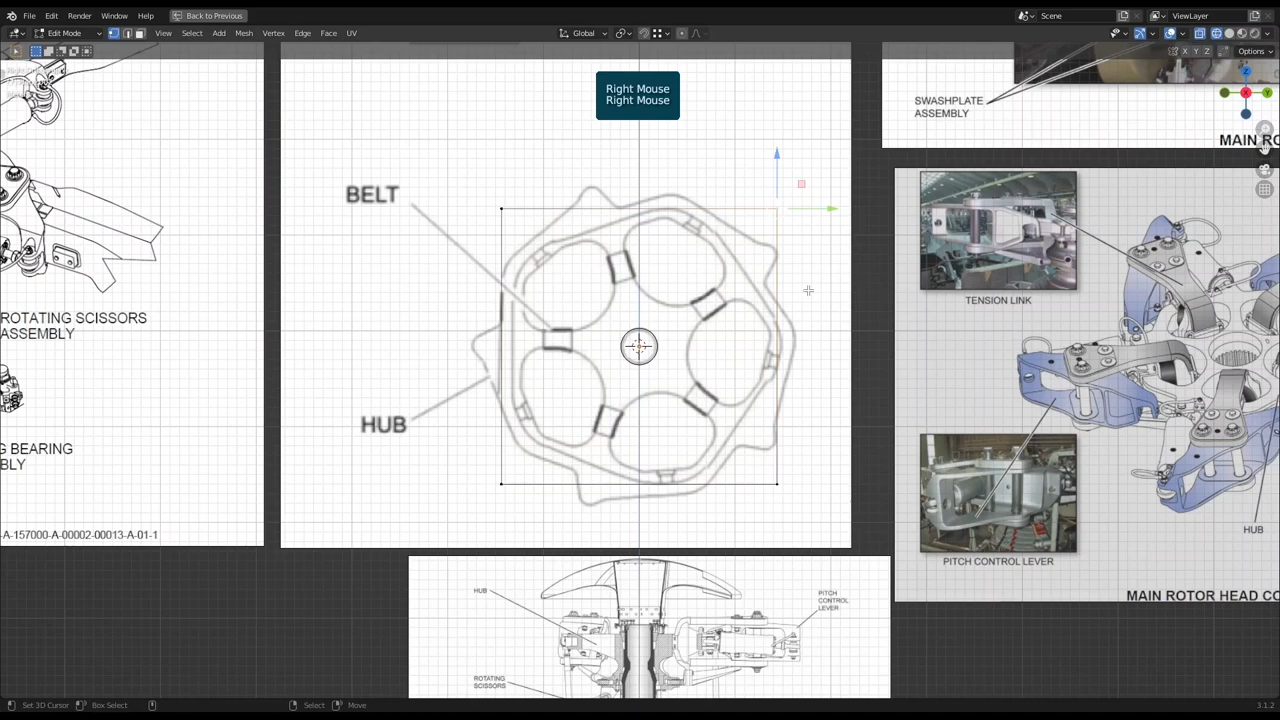 File Edit Render Window Help Back to Previous
Scene ViewLayer
Edit Mode View Select Add Mesh Vertex Edge Face UV
Global
X Y Z Options
Right Mouse
Right Mouse
Z
X
Y
SWASHPLATE
ASSEMBLY
MAIN RO
BELT
HUB
ROTATING SCISSORS
ASSEMBLY
G BEARING
BLY
-A-157000-A-00002-00013-A-01-1
TENSION LINK
PITCH CONTROL LEVER
HUB
MAIN ROTOR HEAD CO
HUB
PITCH
CONTROL
LEVER
ROTATING
SCISSORS
Set 3D Cursor Box Select Select Move 3.1.2